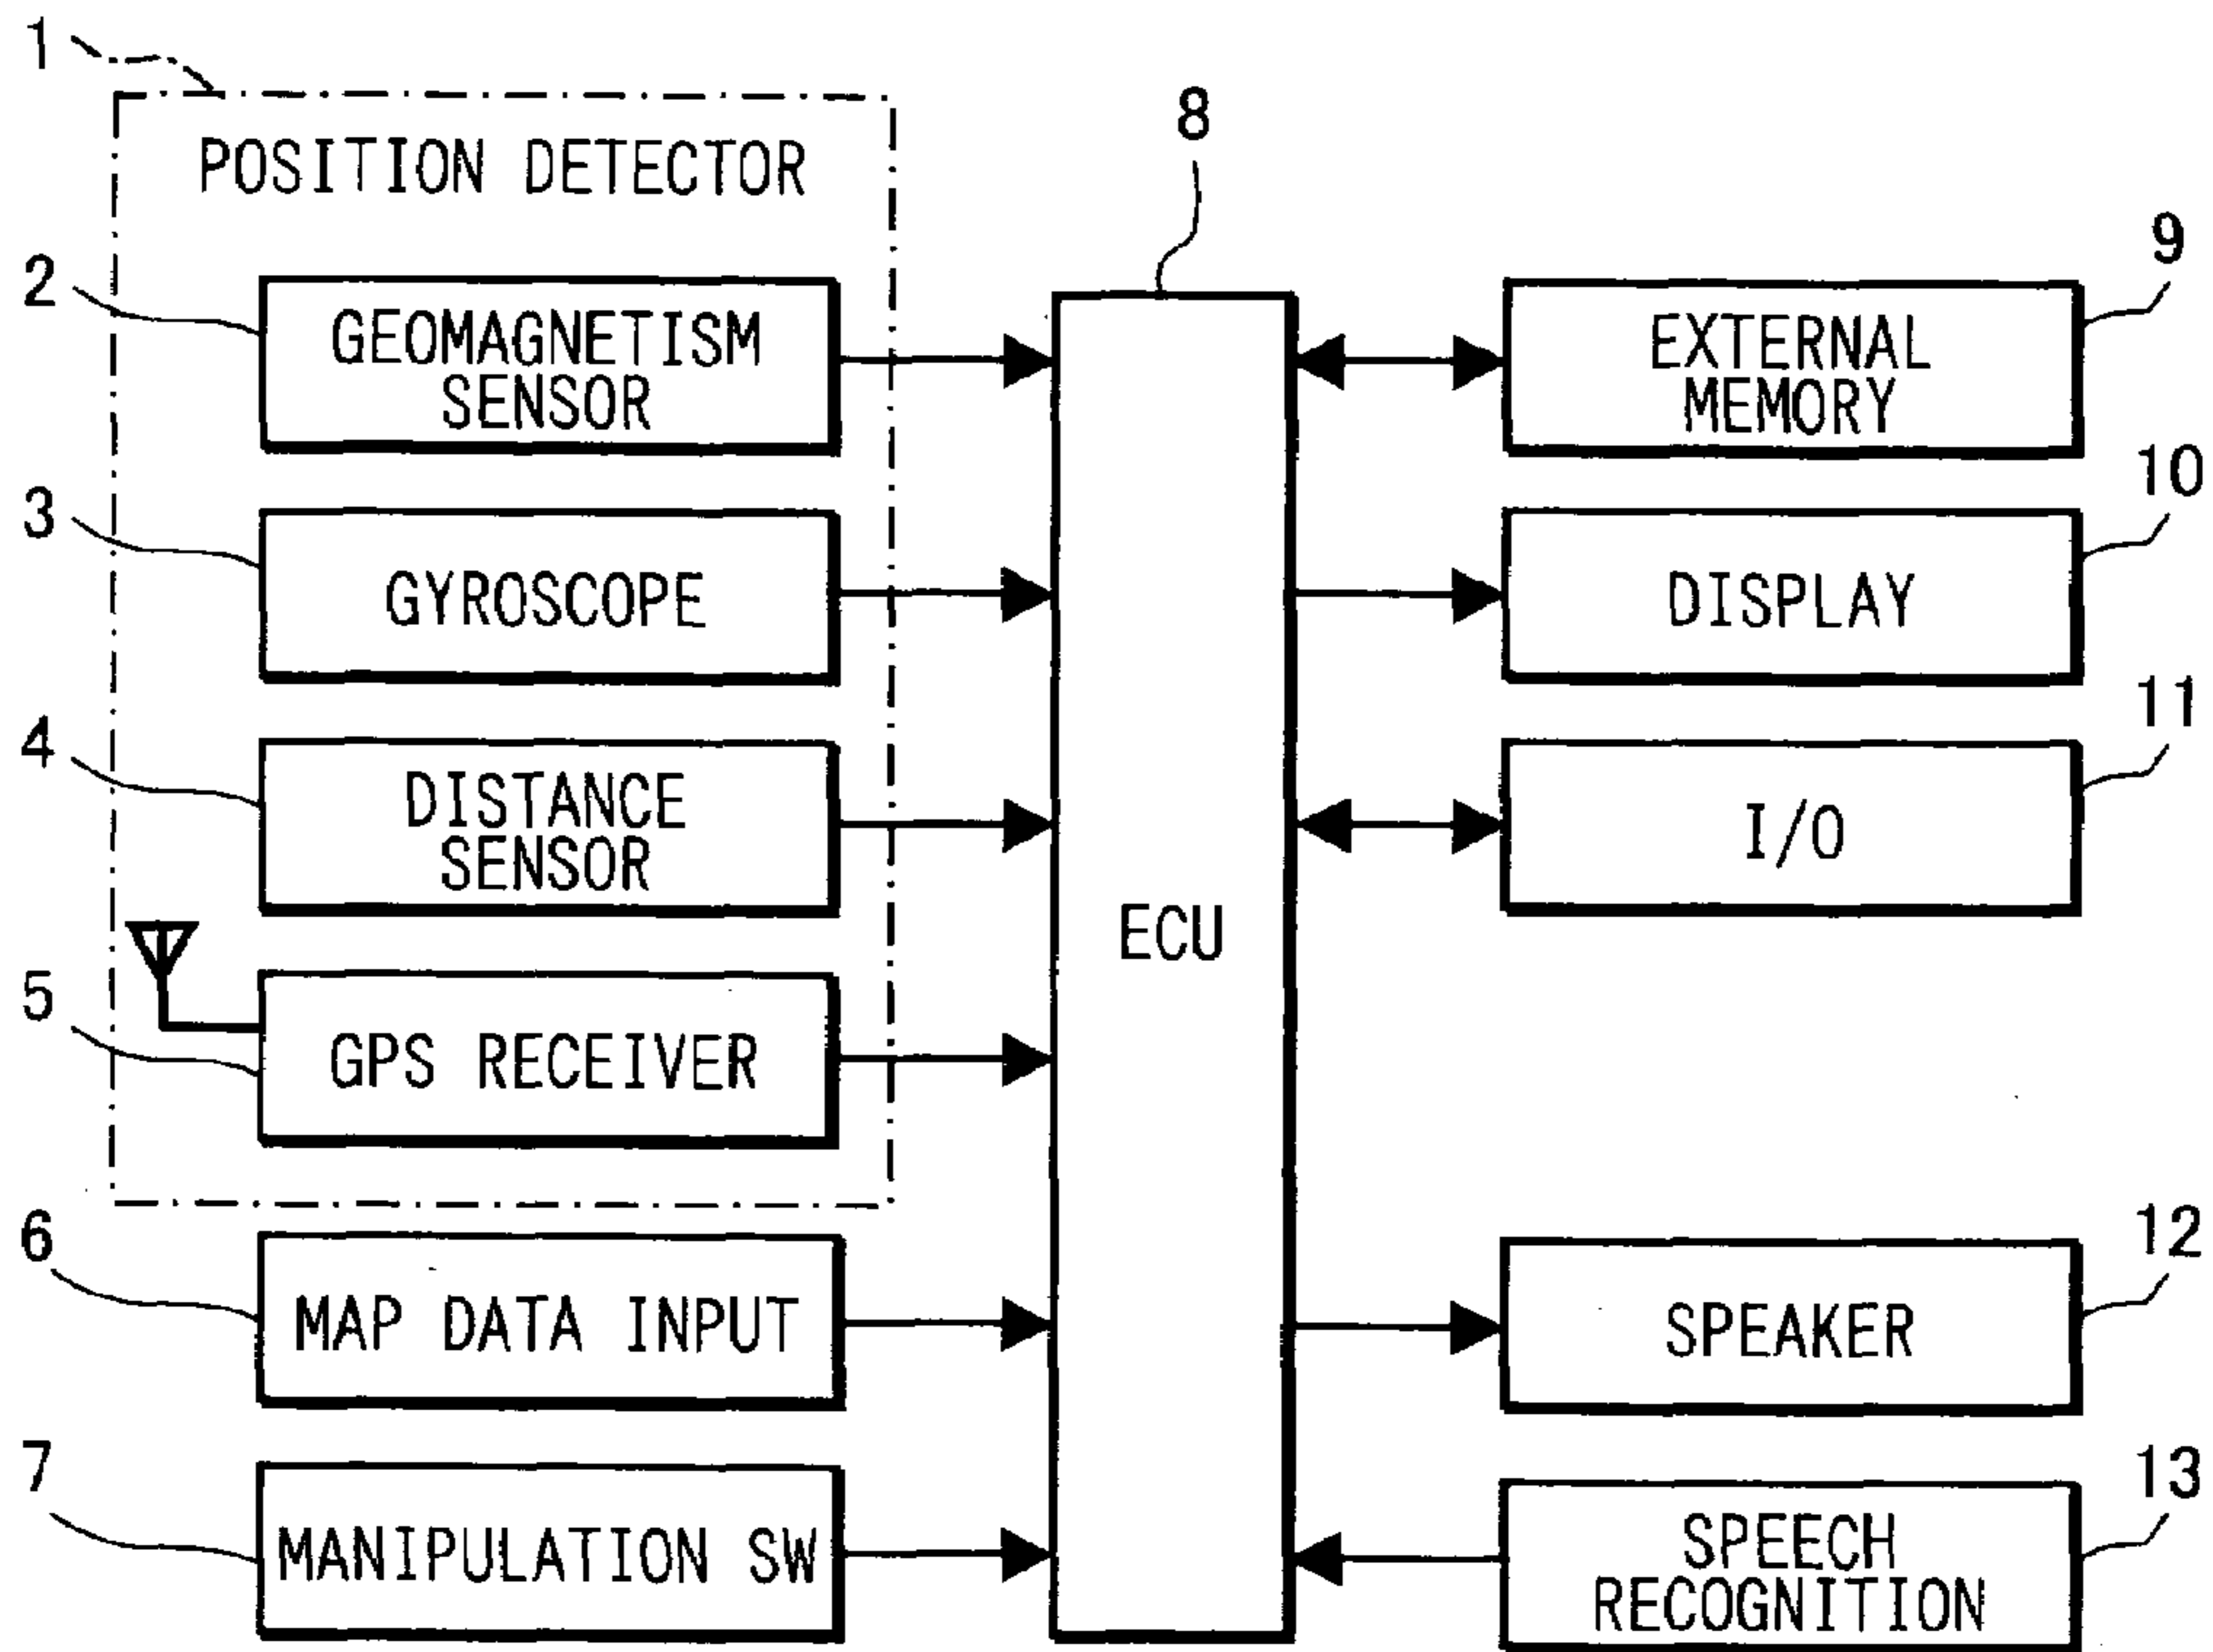 1
POSITION DETECTOR
2
GEOMAGNETISM
SENSOR
3
GYROSCOPE
4
DISTANCE
SENSOR
5
GPS RECEIVER
6
MAP DATA INPUT
7
MANIPULATION SW
8
ECU
9
EXTERNAL
MEMORY
10
DISPLAY
11
I/O
12
SPEAKER
13
SPEECH
RECOGNITION